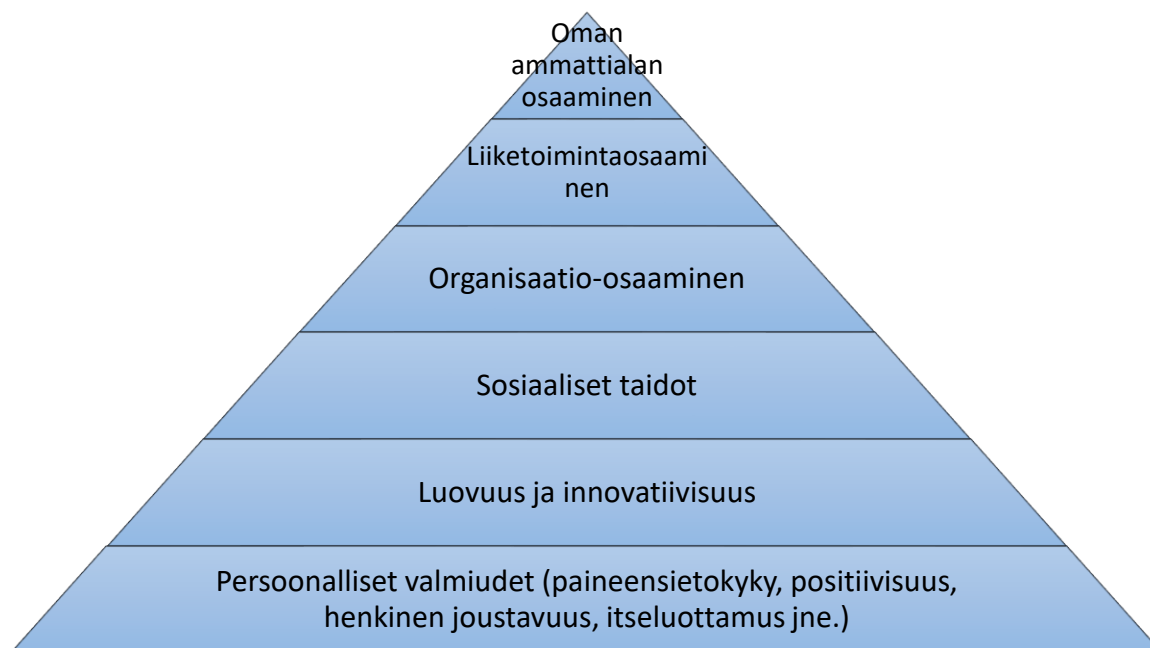 Oman
ammattialan
osaaminen
Liiketoimintaosaami
nen
Organisaatio-osaaminen
Sosiaaliset taidot
Luovuus ja innovatiivisuus
Persoonalliset valmiudet (paineensietokyky, positiivisuus,
henkinen joustavuus, itseluottamus jne.)